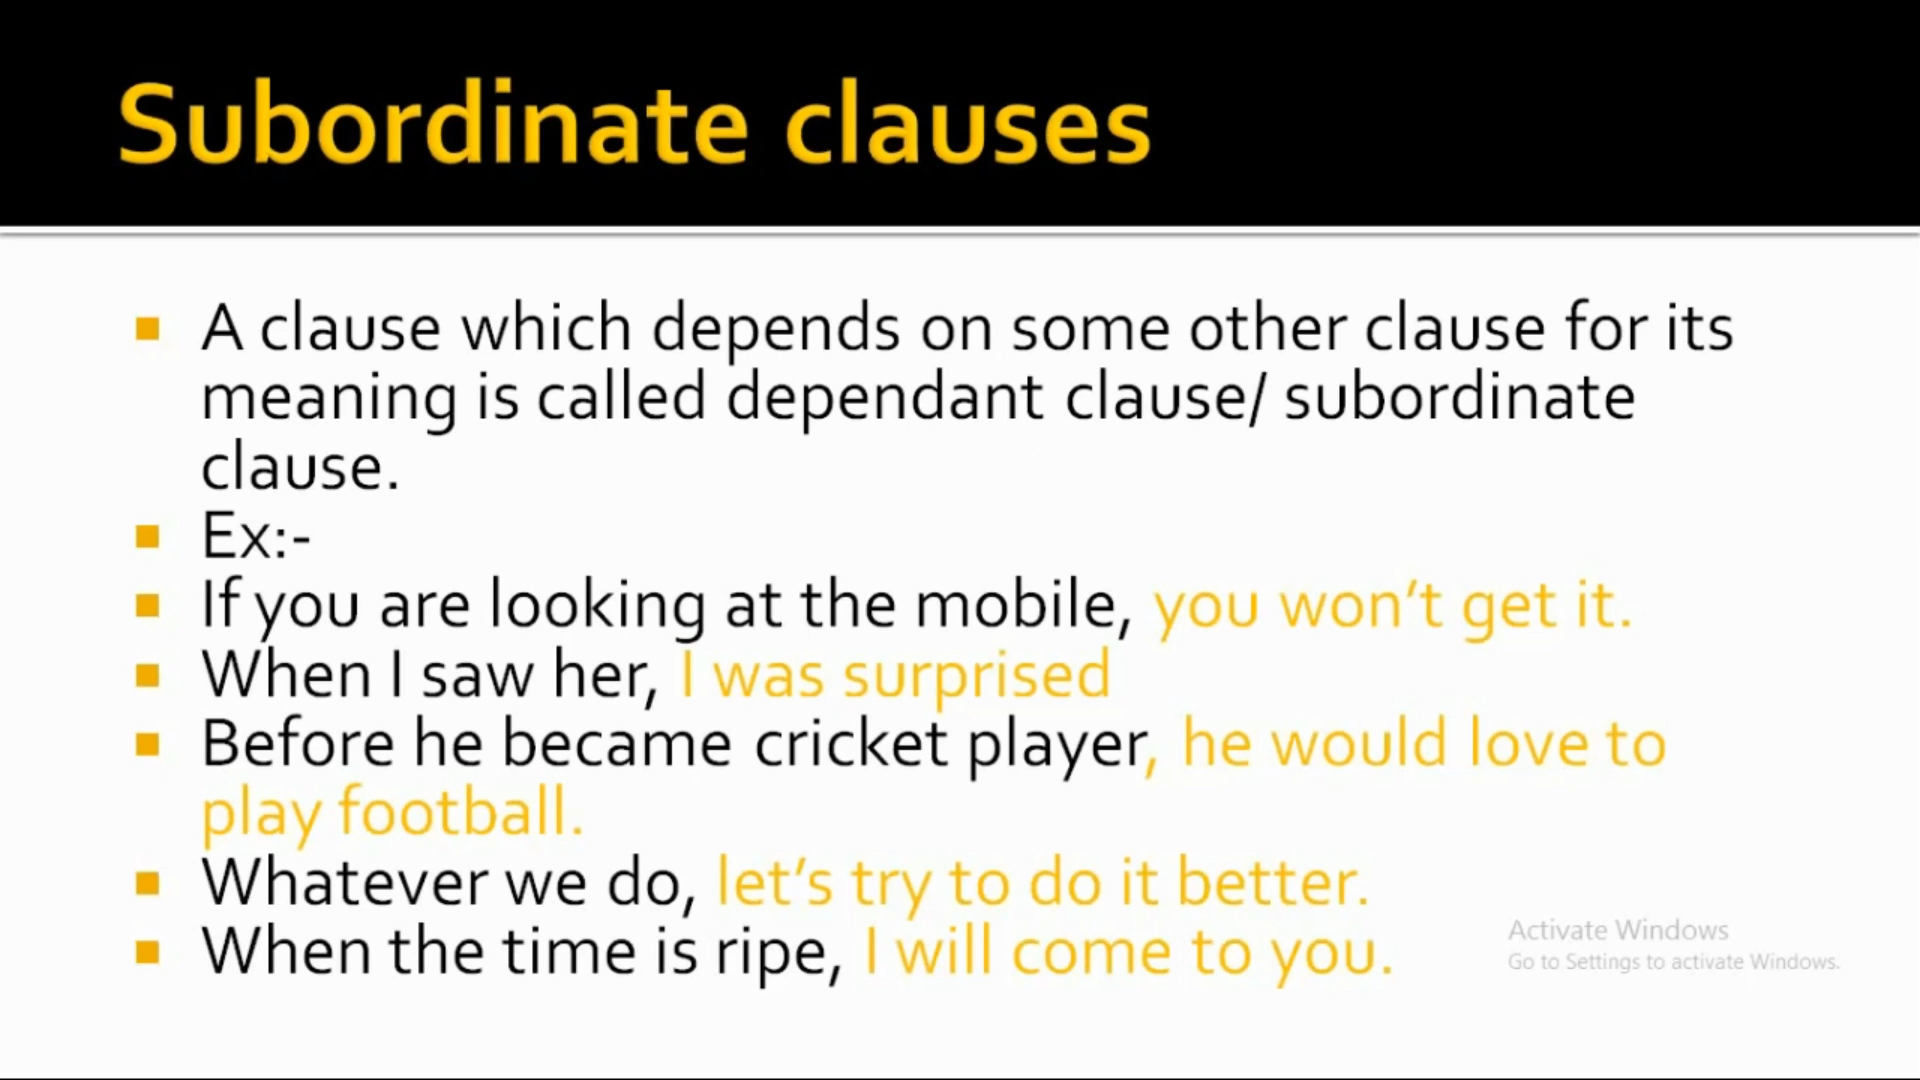 Subordinate clauses
A clause which depends on some other clause for its
meaning is called dependant clause/ subordinate
clause.
Ex:-
If you are looking at the mobile, you won’t get it.
When I saw her, I was surprised
Before he became cricket player, he would love to
play football.
Whatever we do, let’s try to do it better.
When the time is ripe, I will come to you.
Activate Windows
Go to Settings to activate Windows.